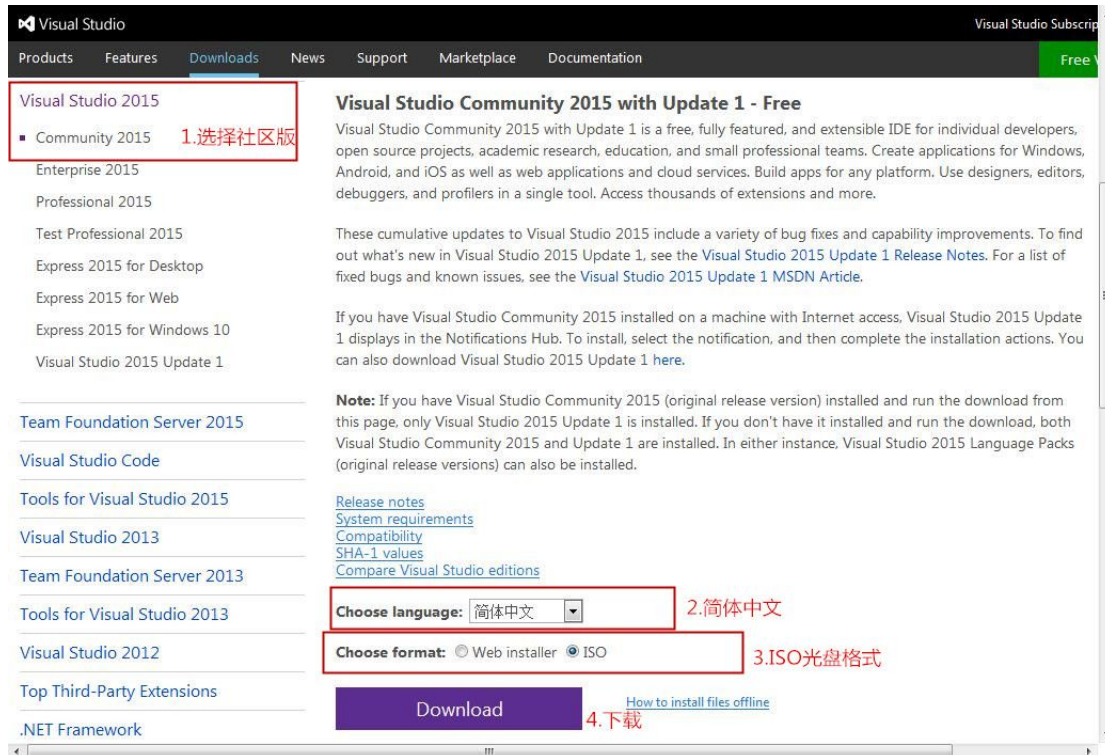 Visual Studio
Visual Studio Subscrip
Products Features Downloads News Support Marketplace Documentation
Free
Visual Studio 2015
Community 2015
1.选择社区版
Enterprise 2015
Professional 2015
Test Professional 2015
Express 2015 for Desktop
Express 2015 for Web
Express 2015 for Windows 10
Visual Studio 2015 Update 1
Team Foundation Server 2015
Visual Studio Code
Tools for Visual Studio 2015
Visual Studio 2013
Team Foundation Server 2013
Tools for Visual Studio 2013
Visual Studio 2012
Top Third-Party Extensions
.NET Framework
Visual Studio Community 2015 with Update 1 - Free
Visual Studio Community 2015 with Update 1 is a free, fully featured, and extensible IDE for individual developers,
open source projects, academic research, education, and small professional teams. Create applications for Windows,
Android, and iOS as well as web applications and cloud services. Build apps for any platform. Use designers, editors,
debuggers, and profilers in a single tool. Access thousands of extensions and more.
These cumulative updates to Visual Studio 2015 include a variety of bug fixes and capability improvements. To find
out what's new in Visual Studio 2015 Update 1, see the Visual Studio 2015 Update 1 Release Notes. For a list of
fixed bugs and known issues, see the Visual Studio 2015 Update 1 MSDN Article.
If you have Visual Studio Community 2015 installed on a machine with Internet access, Visual Studio 2015 Update
1 displays in the Notifications Hub. To install, select the notification, and then complete the installation actions. You
can also download Visual Studio 2015 Update 1 here.
Note: If you have Visual Studio Community 2015 (original release version) installed and run the download from
this page, only Visual Studio 2015 Update 1 is installed. If you don't have it installed and run the download, both
Visual Studio Community 2015 and Update 1 are installed. In either instance, Visual Studio 2015 Language Packs
(original release versions) can also be installed.
Release notes
System requirements
Compatibility
SHA-1 values
Compare Visual Studio editions
Choose language: 简体中文
2.简体中文
Choose format: Web installer ISO
3.ISO光盘格式
Download
4.下载
How to install files offline